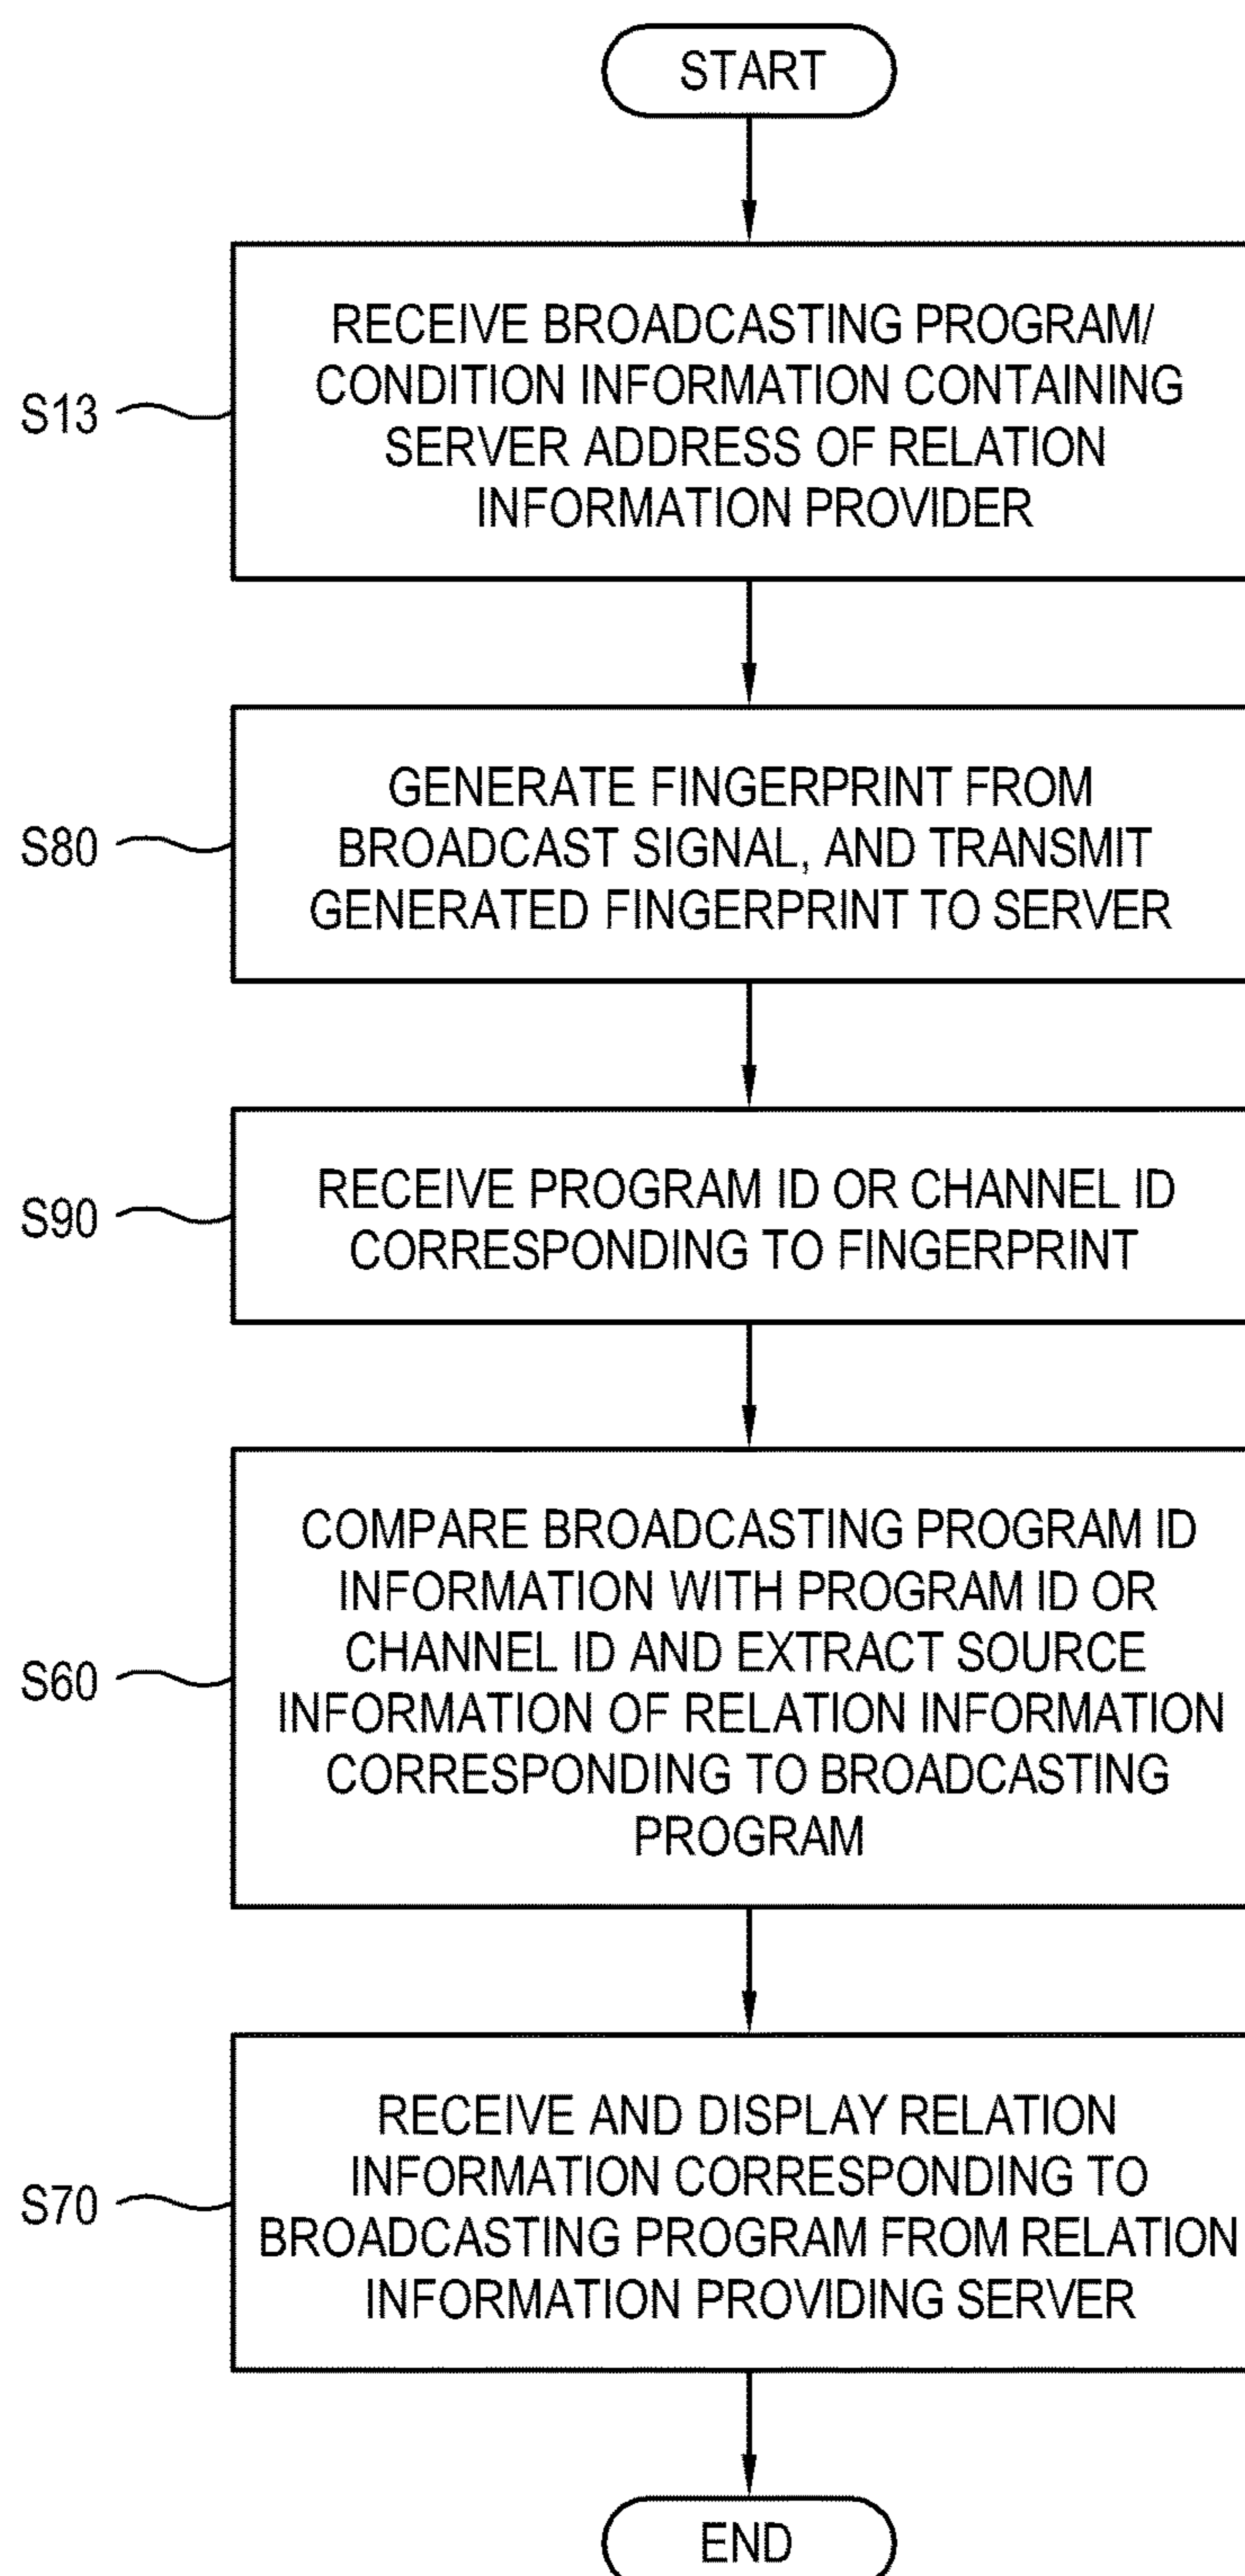 START
S13
RECEIVE BROADCASTING PROGRAM/
CONDITION INFORMATION CONTAINING
SERVER ADDRESS OF RELATION
INFORMATION PROVIDER
S80
GENERATE FINGERPRINT FROM
BROADCAST SIGNAL, AND TRANSMIT
GENERATED FINGERPRINT TO SERVER
S90
RECEIVE PROGRAM ID OR CHANNEL ID
CORRESPONDING TO FINGERPRINT
S60
COMPARE BROADCASTING PROGRAM ID
INFORMATION WITH PROGRAM ID OR
CHANNEL ID AND EXTRACT SOURCE
INFORMATION OF RELATION INFORMATION
CORRESPONDING TO BROADCASTING
PROGRAM
S70
RECEIVE AND DISPLAY RELATION
INFORMATION CORRESPONDING TO
BROADCASTING PROGRAM FROM RELATION
INFORMATION PROVIDING SERVER
END